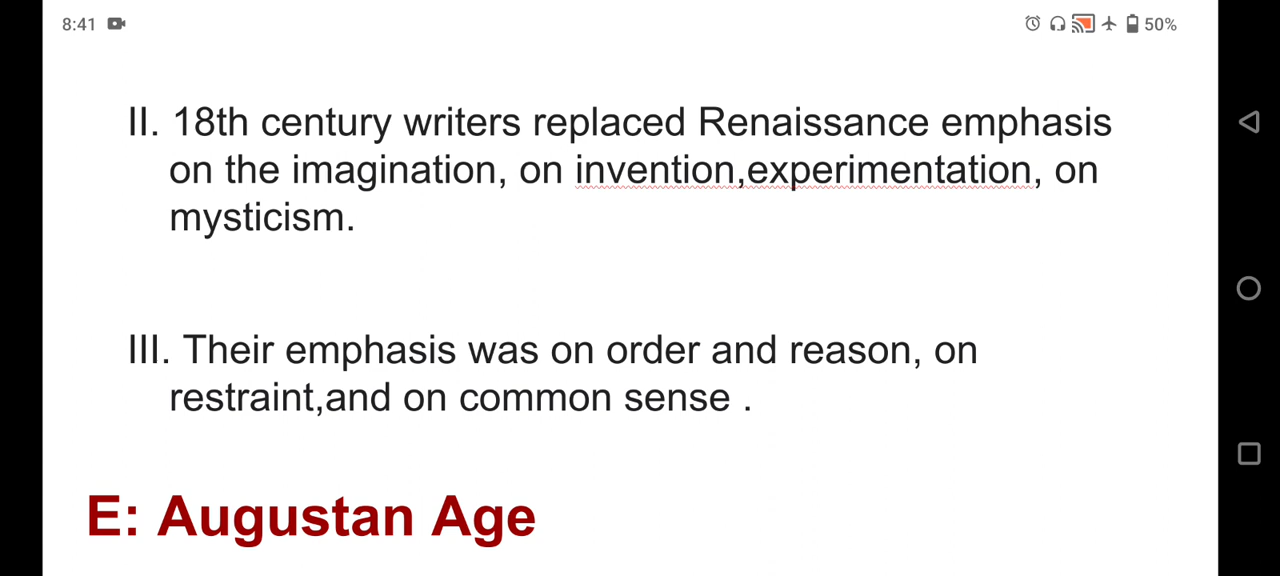 8:41 50%
II. 18th century writers replaced Renaissance emphasis
on the imagination, on invention,experimentation, on
mysticism.
III. Their emphasis was on order and reason, on
restraint,and on common sense .
E: Augustan Age